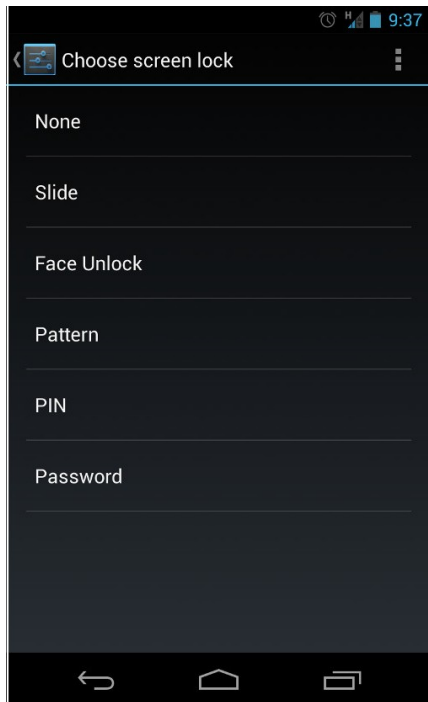 H 9:37
Choose screen lock
None
Slide
Face Unlock
Pattern
PIN
Password